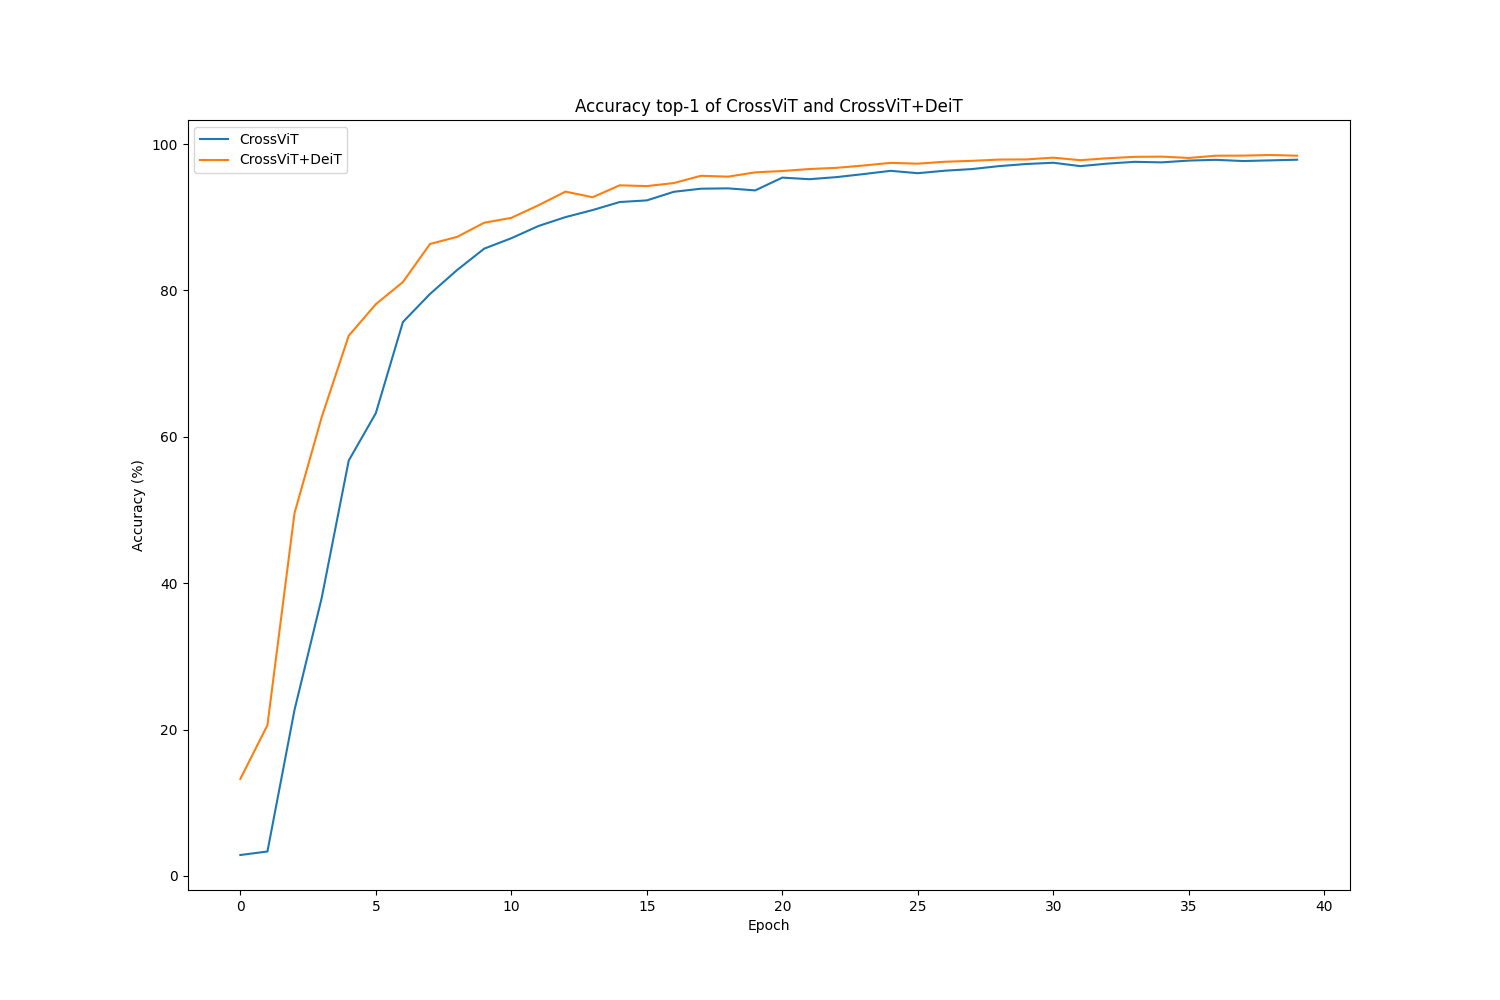 Accuracy top-1 of CrossViT and CrossViT+DeiT
CrossViT
CrossViT+DeiT
100
80
60
40
20
0
Accuracy (%)
0 5 10 15 20 25 30 35 40
Epoch